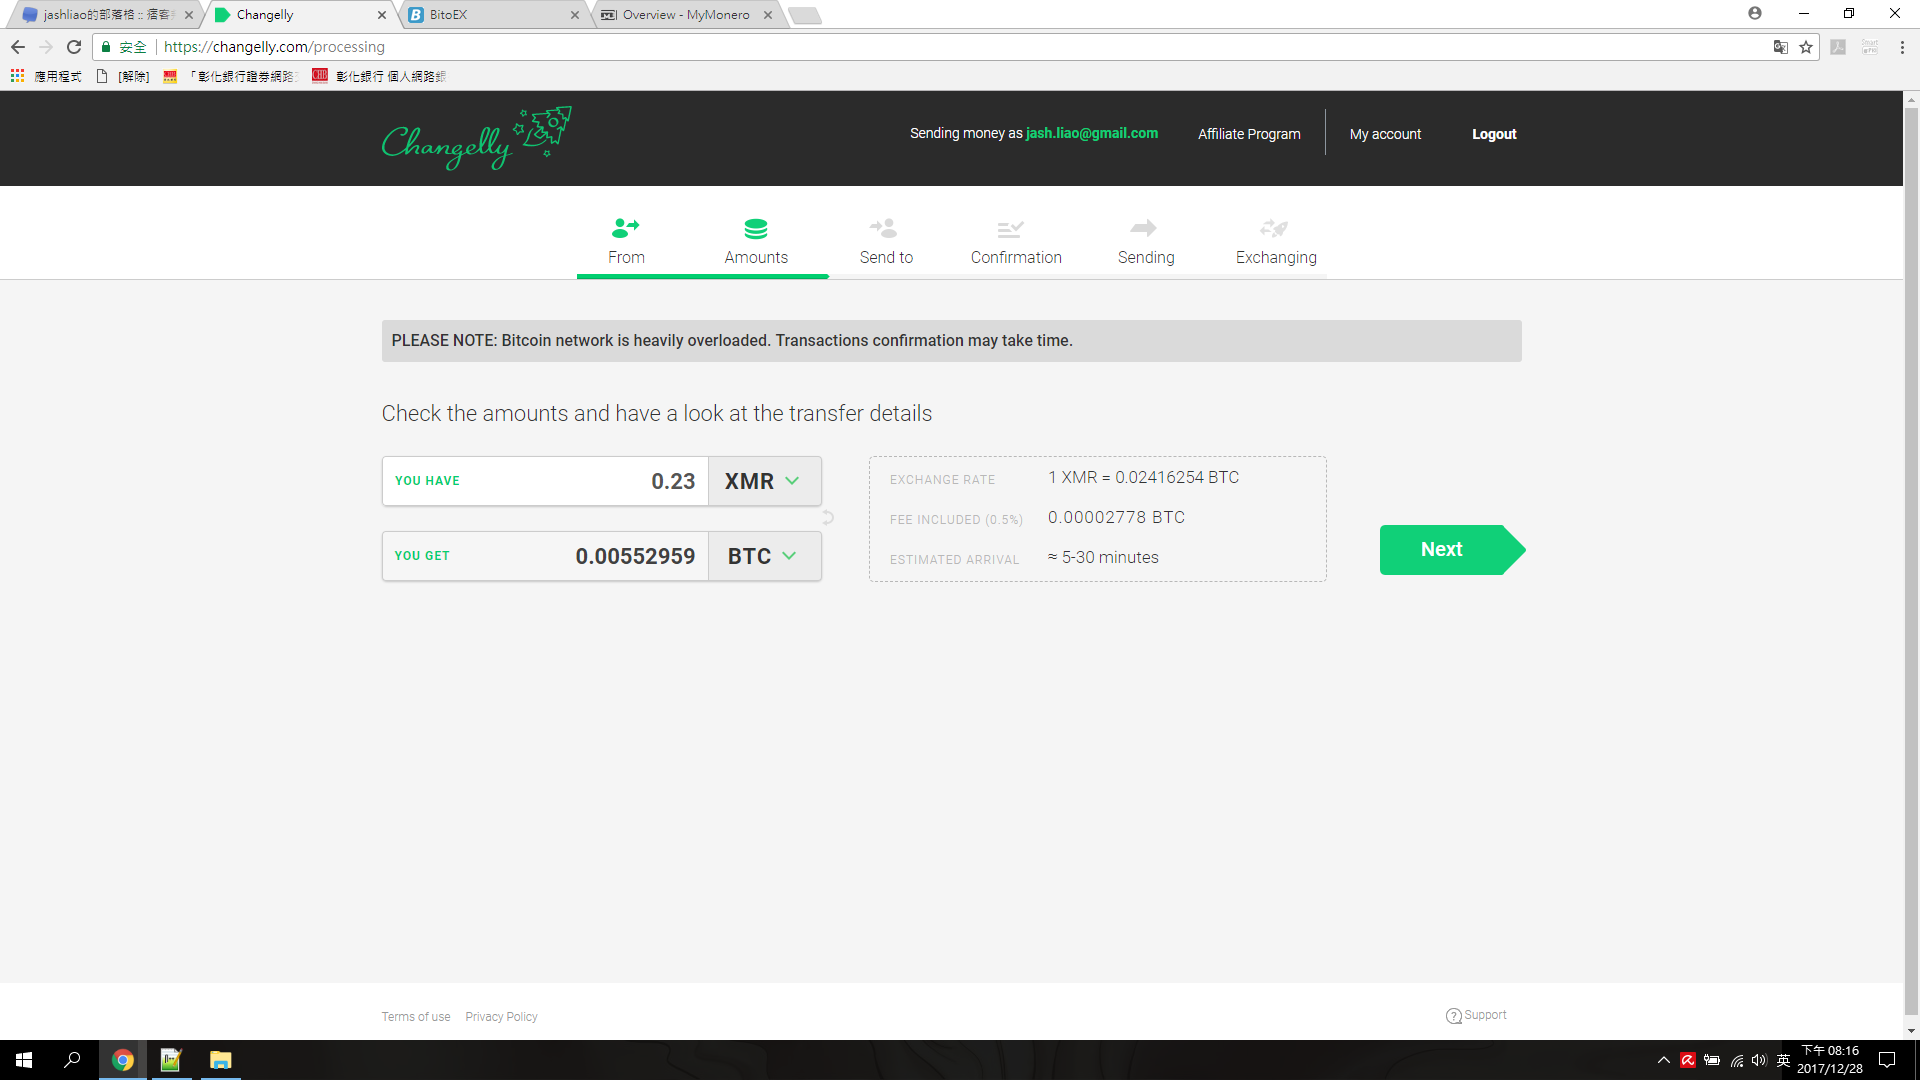 jashliao的部落格 :: 痞客
Changelly
BitoEX
Overview - MyMonero
安全
https://changelly.com/processing
應用程式
[解除]
「彰化銀行證券網路
彰化銀行 個人網路銀
Changelly
Sending money as jash.liao@gmail.com
Affiliate Program
My account
Logout
From
Amounts
Send to
Confirmation
Sending
Exchanging
PLEASE NOTE: Bitcoin network is heavily overloaded. Transactions confirmation may take time.
Check the amounts and have a look at the transfer details
YOU HAVE 0.23 XMR
YOU GET 0.00552959 BTC
EXCHANGE RATE 1 XMR = 0.02416254 BTC
FEE INCLUDED (0.5%) 0.00002778 BTC
ESTIMATED ARRIVAL ≈ 5-30 minutes
Next
Terms of use
Privacy Policy
Support
英
下午 08:16
2017/12/28